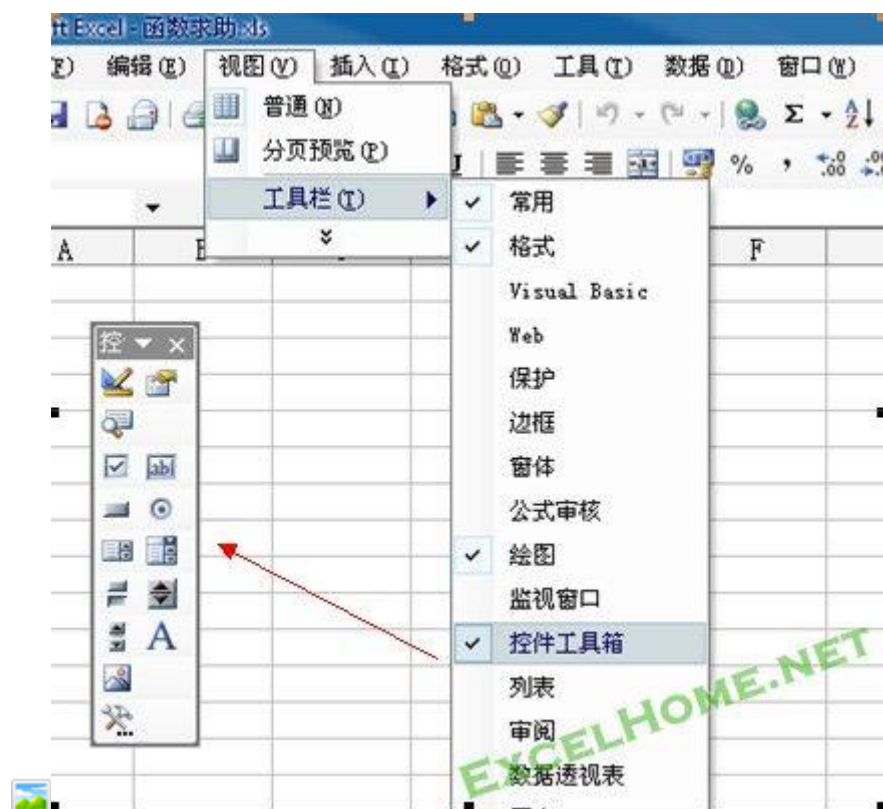 ft Excel - 函数求助.xls
F) 编辑(E) 视图(V) 插入(I) 格式(O) 工具(T) 数据(D) 窗口(W)
普通(N)
分页预览(P)
工具栏(T)
U % ,
A F
常用
格式
Visual Basic
Web
保护
边框
窗体
公式审核
绘图
监视窗口
控件工具箱
列表
审阅
数据透视表
控
abl
A
EXCELHOME.NET